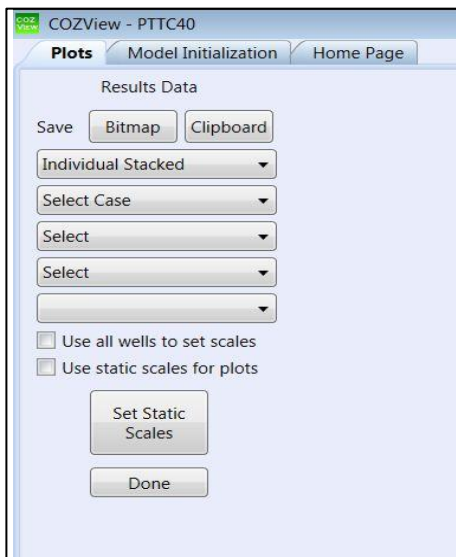 COZ
View
COZView - PTTC40
Plots Model Initialization Home Page
Results Data
Save Bitmap Clipboard
Individual Stacked
Select Case
Select
Select
Use all wells to set scales
Use static scales for plots
Set Static
Scales
Done